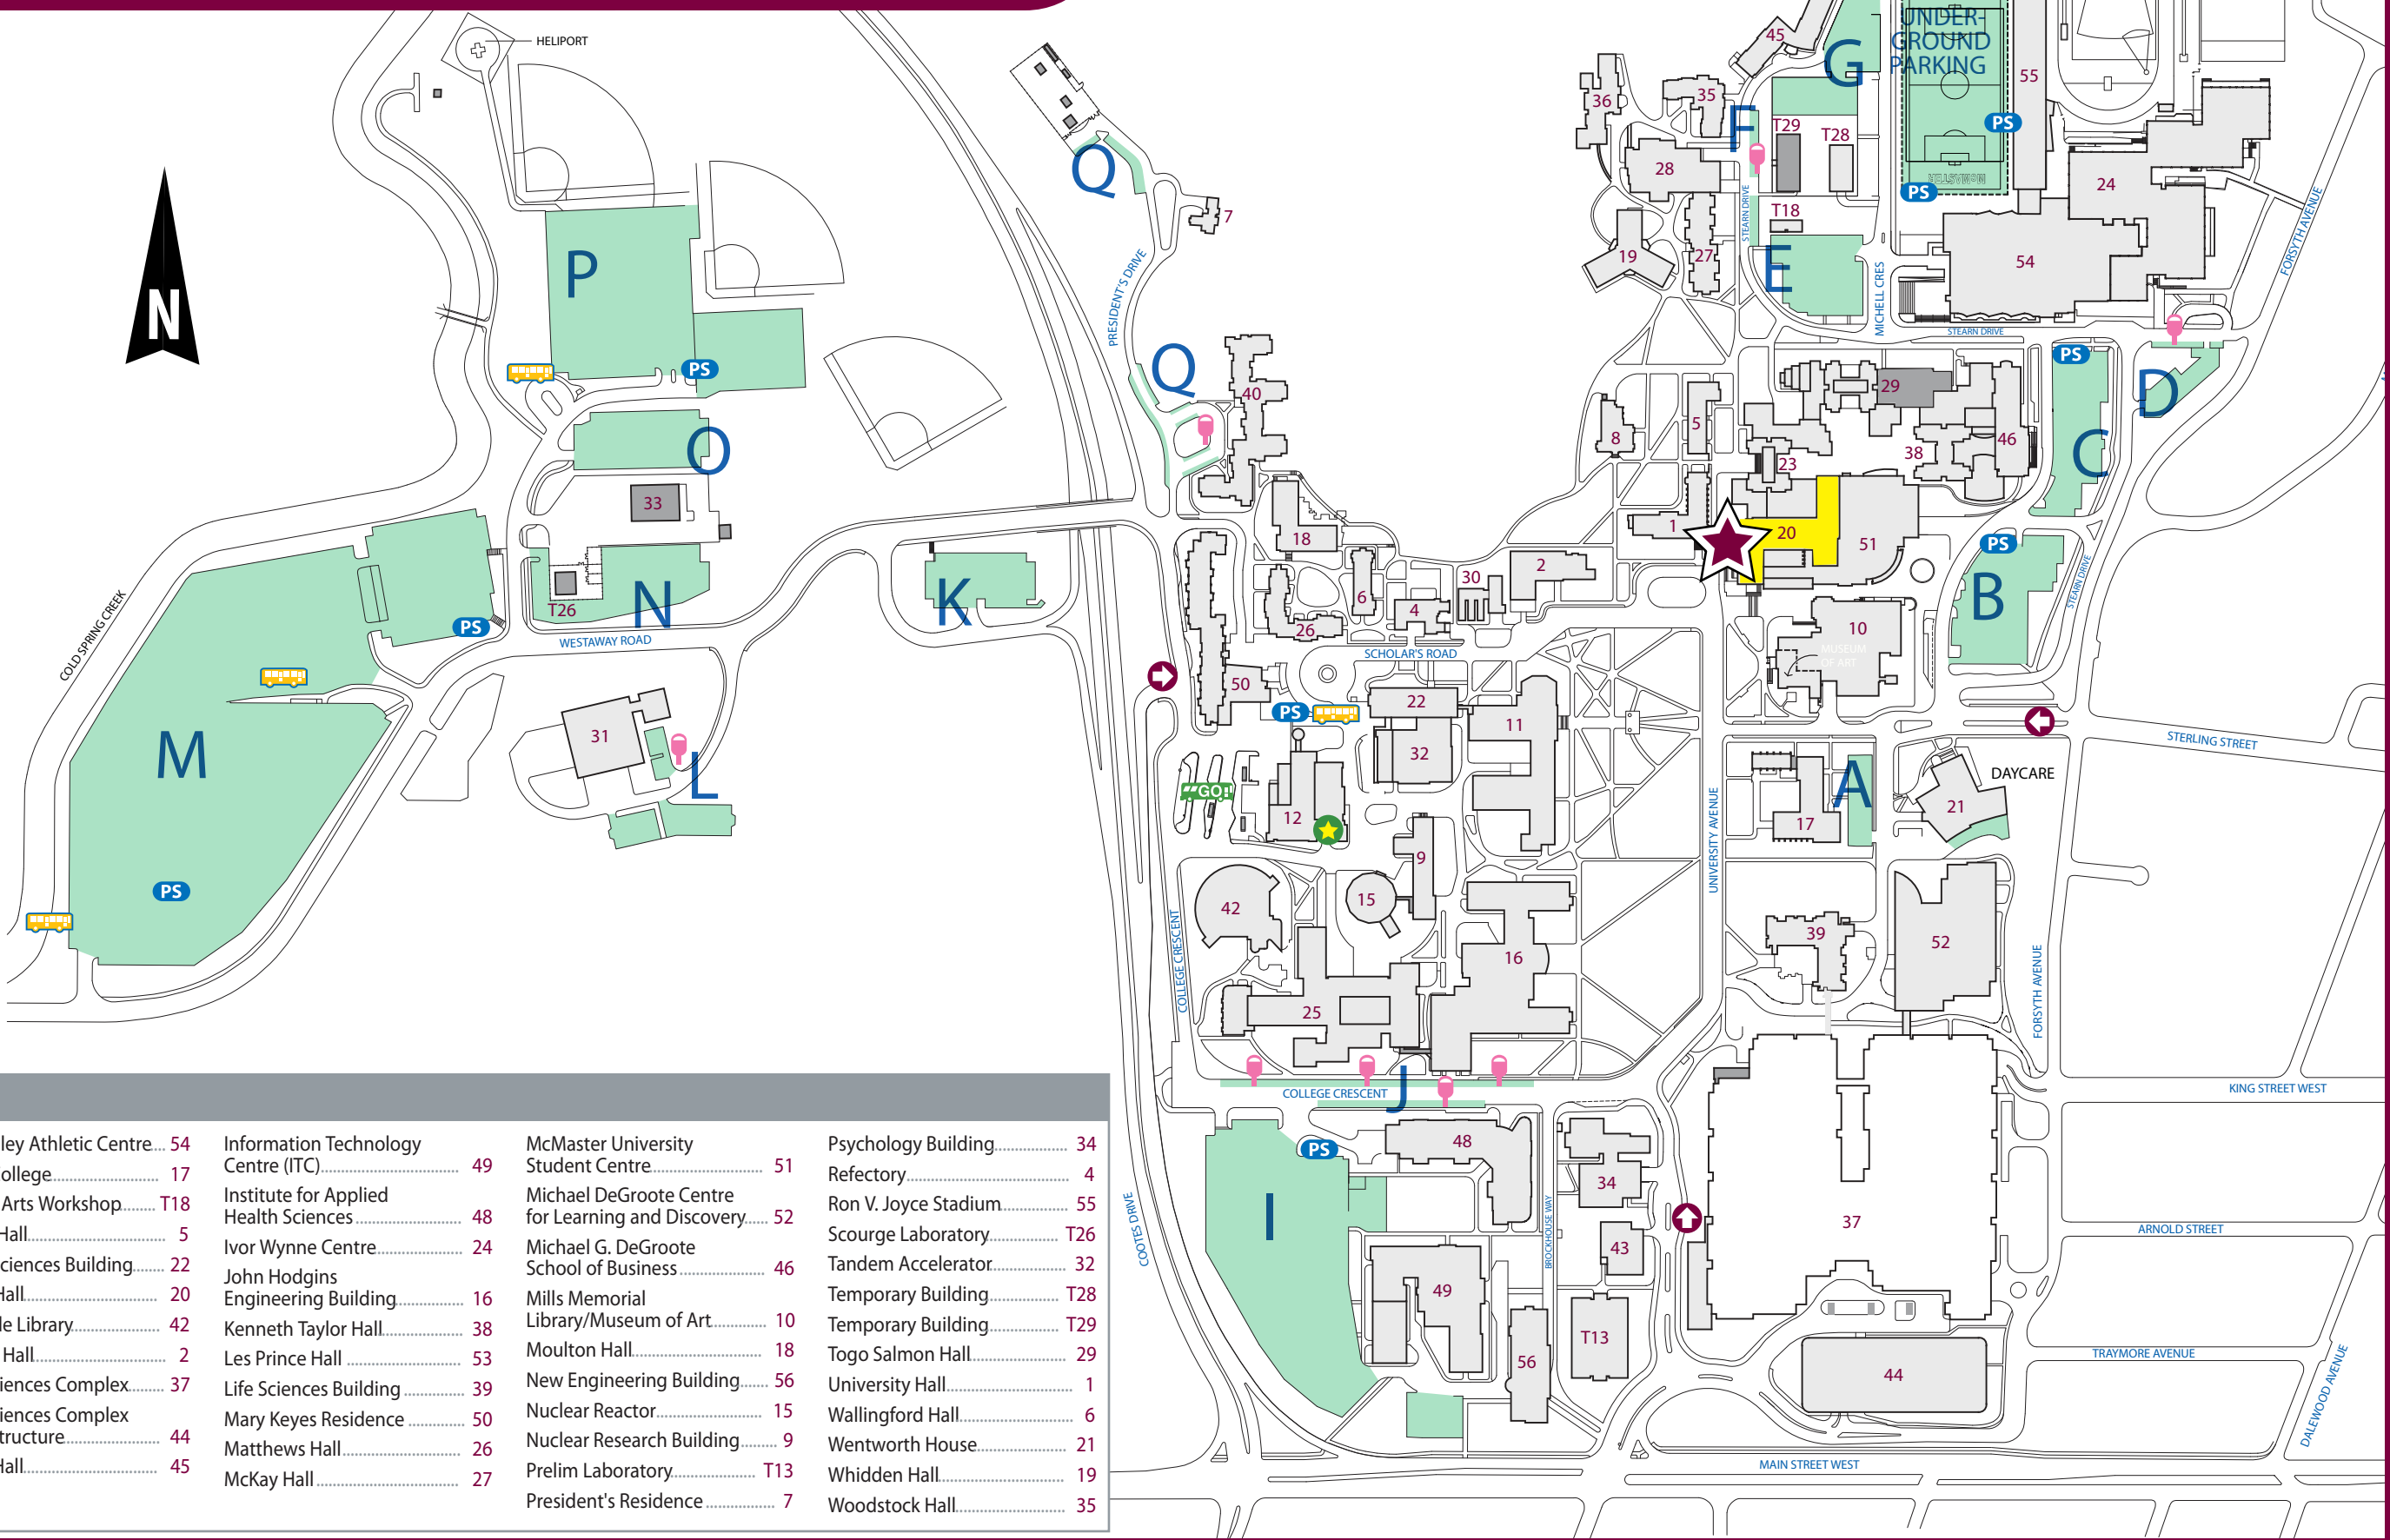 HELIPORT
UNDER-
GROUND
PARKING
45
G
55
36
35
F
T29
T28
PS
28
24
PS
McMASTER
Q
7
T18
STEARN DRIVE
19
27
E
54
FORSYTH AVENUE
P
N
PRESIDENT'S DRIVE
MICHELL CRES
STEARN DRIVE
PS
PS
Q
40
29
D
5
8
46
38
C
23
O
33
1
20
51
PS
18
2
30
B
STEARN DRIVE
6
4
K
N
T26
26
10
MUSEUM
OF ART
PS
WESTAWAY ROAD
SCHOLAR'S ROAD
COLD SPRING CREEK
50
22
PS
11
31
32
STERLING STREET
M
L
DAYCARE
A
GO
21
12
17
UNIVERSITY AVENUE
9
PS
15
42
39
52
16
COLLEGE CRESCENT
FORSYTH AVENUE
25
J
COLLEGE CRESCENT
KING STREET WEST
48
PS
34
I
37
ARNOLD STREET
COOTES DRIVE
BROCKHOUSE WAY
43
49
T13
56
44
TRAYMORE AVENUE
DALEWOOD AVENUE
MAIN STREET WEST
ley Athletic Centre.... 54
ollege 17
Arts Workshop T18
Hall 5
ciences Building 22
Hall 20
le Library 42
Hall 2
iences Complex 37
iences Complex
tructure 44
Hall 45
Information Technology
Centre (ITC) 49
Institute for Applied
Health Sciences 48
Ivor Wynne Centre 24
John Hodgins
Engineering Building 16
Kenneth Taylor Hall 38
Les Prince Hall 53
Life Sciences Building 39
Mary Keyes Residence 50
Matthews Hall 26
McKay Hall 27
McMaster University
Student Centre 51
Michael DeGroote Centre
for Learning and Discovery 52
Michael G. DeGroote
School of Business 46
Mills Memorial
Library/Museum of Art 10
Moulton Hall 18
New Engineering Building 56
Nuclear Reactor 15
Nuclear Research Building 9
Prelim Laboratory T13
President's Residence 7
Psychology Building 34
Refectory 4
Ron V. Joyce Stadium 55
Scourge Laboratory T26
Tandem Accelerator 32
Temporary Building T28
Temporary Building T29
Togo Salmon Hall 29
University Hall 1
Wallingford Hall 6
Wentworth House 21
Whidden Hall 19
Woodstock Hall 35